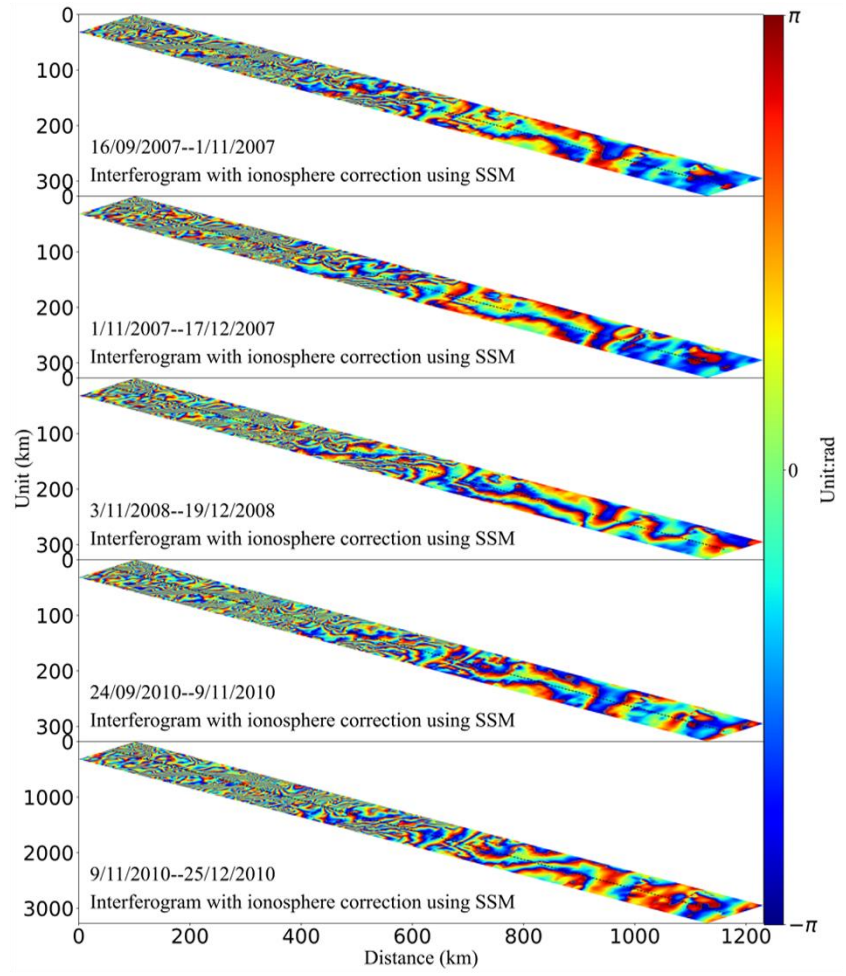 π
0
100
200
300
16/09/2007--1/11/2007
Interferogram with ionosphere correction using SSM
0
100
200
300
1/11/2007--17/12/2007
Interferogram with ionosphere correction using SSM
0
100
200
300
3/11/2008--19/12/2008
Interferogram with ionosphere correction using SSM
0
100
200
300
24/09/2010--9/11/2010
Interferogram with ionosphere correction using SSM
0
1000
2000
3000
9/11/2010--25/12/2010
Interferogram with ionosphere correction using SSM
0 200 400 600 800 1000 1200
Distance (km)
Unit (km)
0
−π
Unit:rad